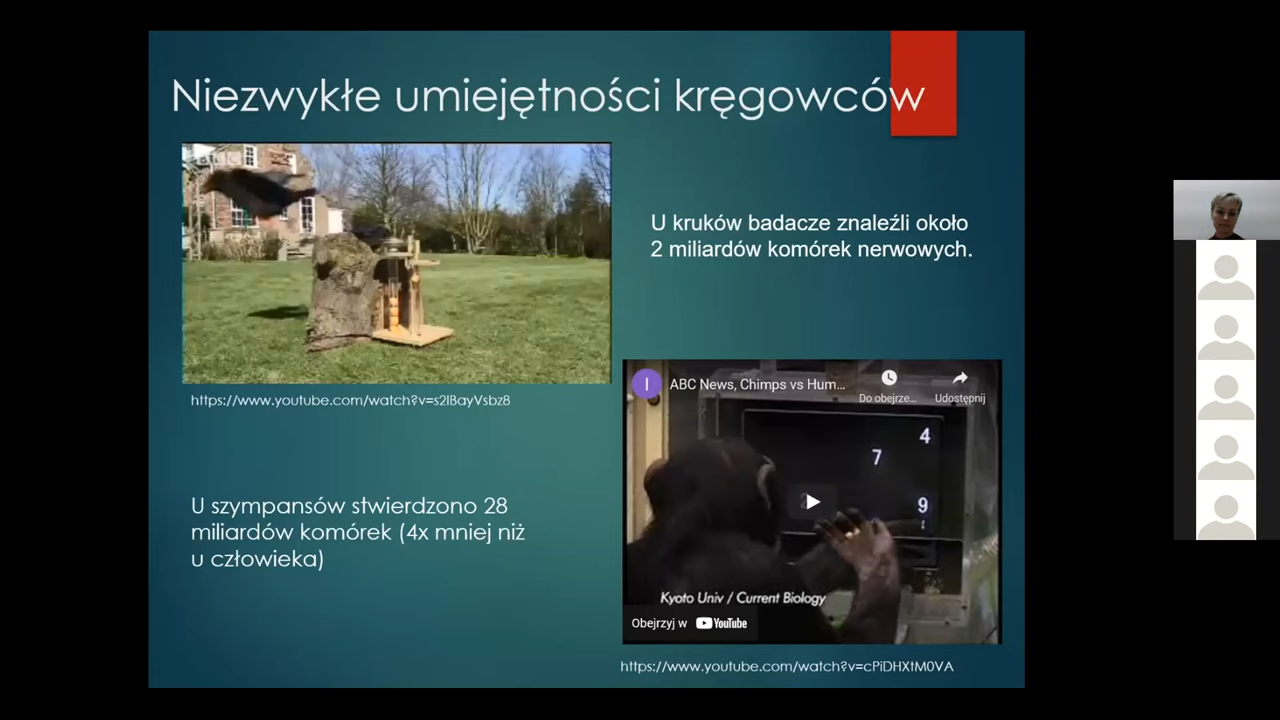 Niezwykłe umiejętności kręgowców
U kruków badacze znaleźli około
2 miliardów komórek nerwowych.
https://www.youtube.com/watch?v=s2IBayVsbz8
I
ABC News, Chimps vs Hum...
Do obejrze...
Udostępnij
4
7
9
Kyoto Univ / Current Biology
Obejrzyj w YouTube
U szympansów stwierdzono 28
miliardów komórek (4x mniej niż
u człowieka)
https://www.youtube.com/watch?v=cPiDHXtM0VA